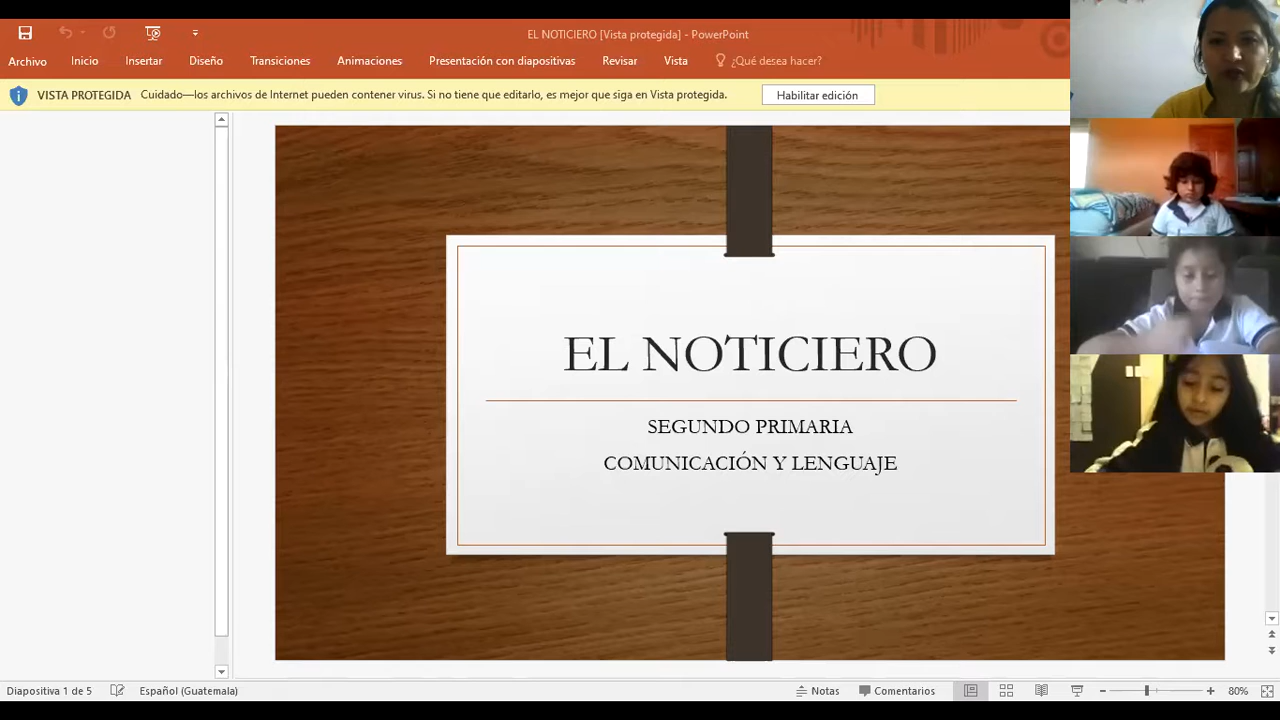 EL NOTICIERO [Vista protegida] - PowerPoint
Archivo Inicio Insertar Diseño Transiciones Animaciones Presentación con diapositivas Revisar Vista ¿Qué desea hacer?
VISTA PROTEGIDA Cuidado—los archivos de Internet pueden contener virus. Si no tiene que editarlo, es mejor que siga en Vista protegida. Habilitar edición
EL NOTICIERO
SEGUNDO PRIMARIA
COMUNICACIÓN Y LENGUAJE
Diapositiva 1 de 5 Español (Guatemala) Notas Comentarios 80%